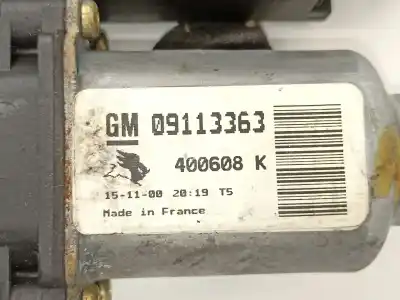 GM 09113363
400608 K
15-11-00 20:19 T5
Made in France